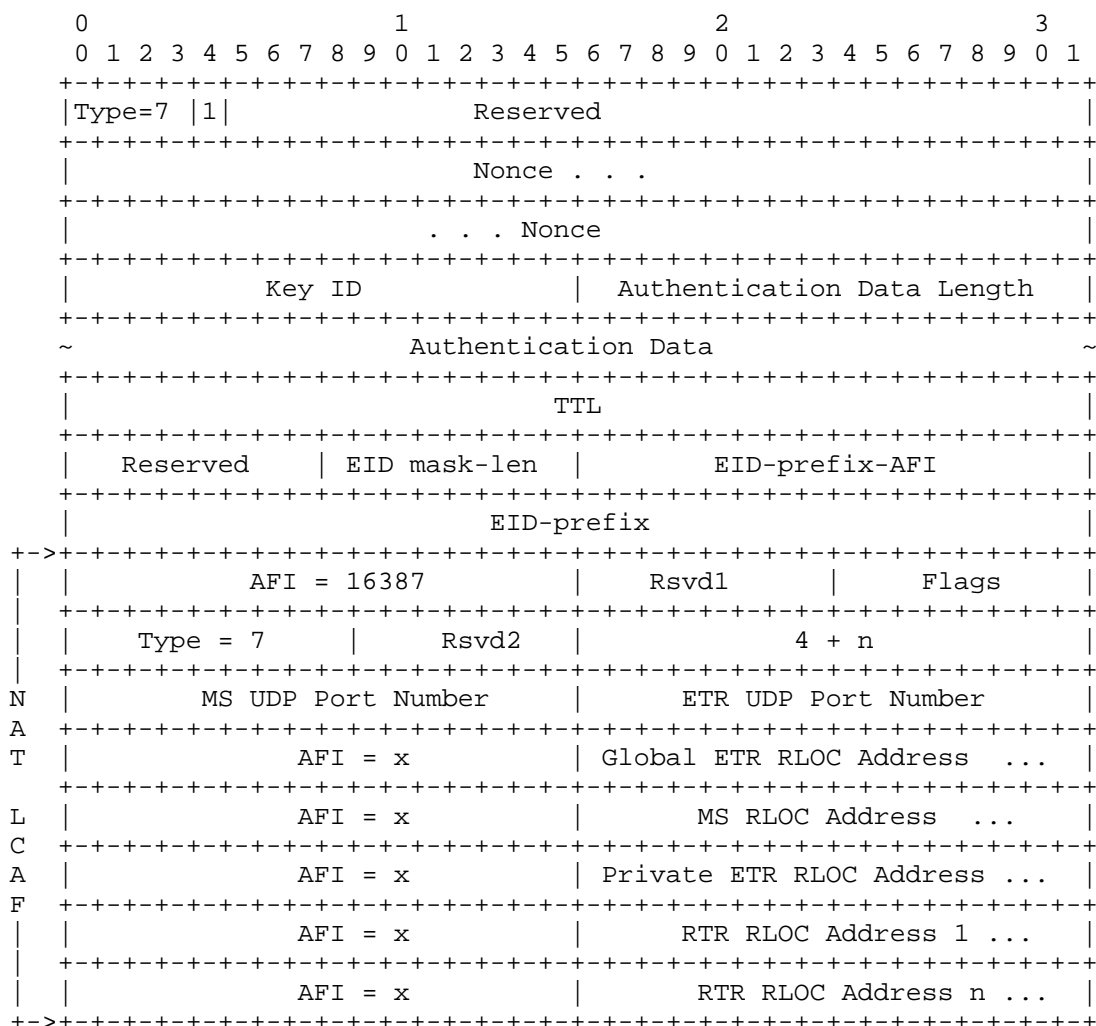 0                   1                   2                   3
0 1 2 3 4 5 6 7 8 9 0 1 2 3 4 5 6 7 8 9 0 1 2 3 4 5 6 7 8 9 0 1
+-+-+-+-+-+-+-+-+-+-+-+-+-+-+-+-+-+-+-+-+-+-+-+-+-+-+-+-+-+-+-+-+
|Type=7 |1|               Reserved                              |
+-+-+-+-+-+-+-+-+-+-+-+-+-+-+-+-+-+-+-+-+-+-+-+-+-+-+-+-+-+-+-+-+
|                         Nonce . . .                           |
+-+-+-+-+-+-+-+-+-+-+-+-+-+-+-+-+-+-+-+-+-+-+-+-+-+-+-+-+-+-+-+-+
|                      . . . Nonce                              |
+-+-+-+-+-+-+-+-+-+-+-+-+-+-+-+-+-+-+-+-+-+-+-+-+-+-+-+-+-+-+-+-+
|            Key ID             |  Authentication Data Length   |
+-+-+-+-+-+-+-+-+-+-+-+-+-+-+-+-+-+-+-+-+-+-+-+-+-+-+-+-+-+-+-+-+
~                     Authentication Data                       ~
+-+-+-+-+-+-+-+-+-+-+-+-+-+-+-+-+-+-+-+-+-+-+-+-+-+-+-+-+-+-+-+-+
|                              TTL                              |
+-+-+-+-+-+-+-+-+-+-+-+-+-+-+-+-+-+-+-+-+-+-+-+-+-+-+-+-+-+-+-+-+
|   Reserved    | EID mask-len  |        EID-prefix-AFI         |
+-+-+-+-+-+-+-+-+-+-+-+-+-+-+-+-+-+-+-+-+-+-+-+-+-+-+-+-+-+-+-+-+
|                          EID-prefix                           |
+->+-+-+-+-+-+-+-+-+-+-+-+-+-+-+-+-+-+-+-+-+-+-+-+-+-+-+-+-+-+-+-+-+
|  |           AFI = 16387         |    Rsvd1      |     Flags     |
|  +-+-+-+-+-+-+-+-+-+-+-+-+-+-+-+-+-+-+-+-+-+-+-+-+-+-+-+-+-+-+-+-+
|  |    Type = 7     |     Rsvd2   |             4 + n             |
|  +-+-+-+-+-+-+-+-+-+-+-+-+-+-+-+-+-+-+-+-+-+-+-+-+-+-+-+-+-+-+-+-+
N  |        MS UDP Port Number     |      ETR UDP Port Number      |
A  +-+-+-+-+-+-+-+-+-+-+-+-+-+-+-+-+-+-+-+-+-+-+-+-+-+-+-+-+-+-+-+-+
T  |              AFI = x          | Global ETR RLOC Address  ...  |
+-+-+-+-+-+-+-+-+-+-+-+-+-+-+-+-+-+-+-+-+-+-+-+-+-+-+-+-+-+-+-+-+
L  |              AFI = x          |       MS RLOC Address  ...    |
C  +-+-+-+-+-+-+-+-+-+-+-+-+-+-+-+-+-+-+-+-+-+-+-+-+-+-+-+-+-+-+-+-+
A  |              AFI = x          | Private ETR RLOC Address ...  |
F  +-+-+-+-+-+-+-+-+-+-+-+-+-+-+-+-+-+-+-+-+-+-+-+-+-+-+-+-+-+-+-+-+
|  |              AFI = x          |      RTR RLOC Address 1 ...   |
|  +-+-+-+-+-+-+-+-+-+-+-+-+-+-+-+-+-+-+-+-+-+-+-+-+-+-+-+-+-+-+-+-+
|  |              AFI = x          |       RTR RLOC Address n ...  |
+->+-+-+-+-+-+-+-+-+-+-+-+-+-+-+-+-+-+-+-+-+-+-+-+-+-+-+-+-+-+-+-+-+